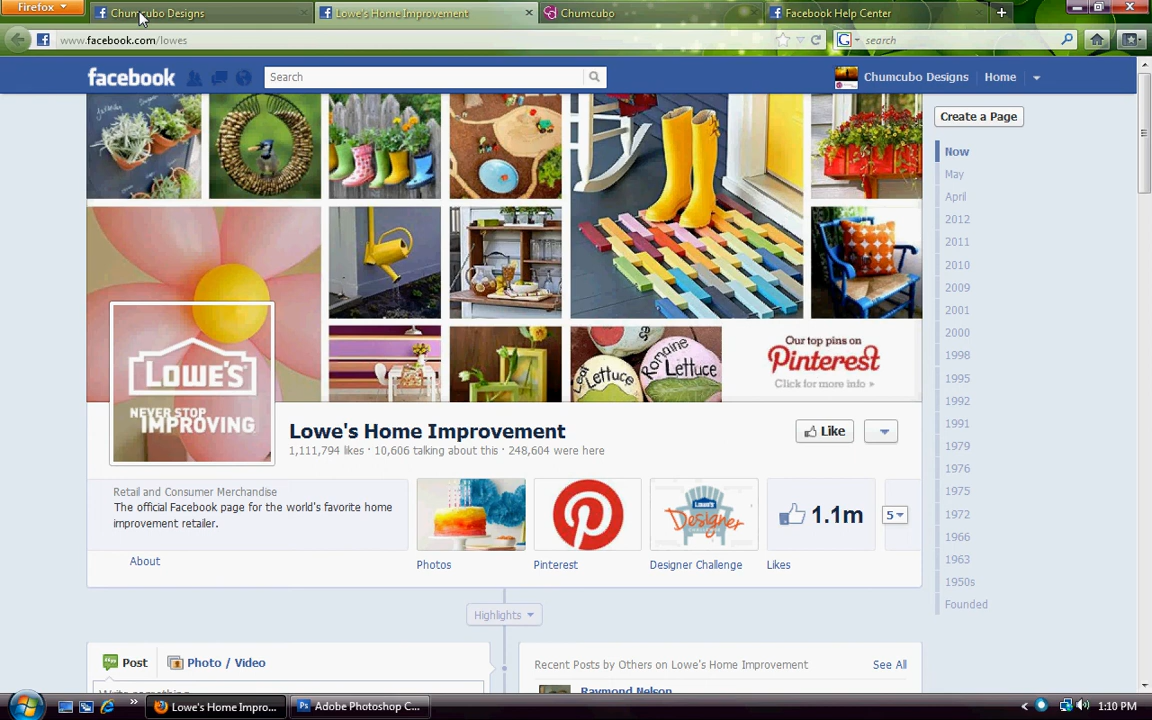 Firefox
Chumcubo Designs
Lowe's Home Improvement
Chumcubo
Facebook Help Center
www.facebook.com/lowes
search
facebook
Search
Chumcubo Designs
Home
Create a Page
Now
May
April
2012
2011
2010
2009
2001
2000
1998
1995
1992
1991
1979
1976
1975
1972
1966
1963
1950s
Founded
Leaf Lettuce
Romaine Lettuce
Our top pins on
Pinterest
Click for more info
LOWE'S
NEVER STOP
IMPROVING
Lowe's Home Improvement
1,111,794 likes · 10,606 talking about this · 248,604 were here
Like
Retail and Consumer Merchandise
The official Facebook page for the world's favorite home
improvement retailer.
About
Photos
Pinterest
Lowe's
Designer
CHALLENGE
Designer Challenge
1.1m
Likes
5
Highlights
Post
Photo / Video
Write something...
Recent Posts by Others on Lowe's Home Improvement
See All
Raymond Nelson
Lowe's Home Impro...
Adobe Photoshop C...
1:10 PM